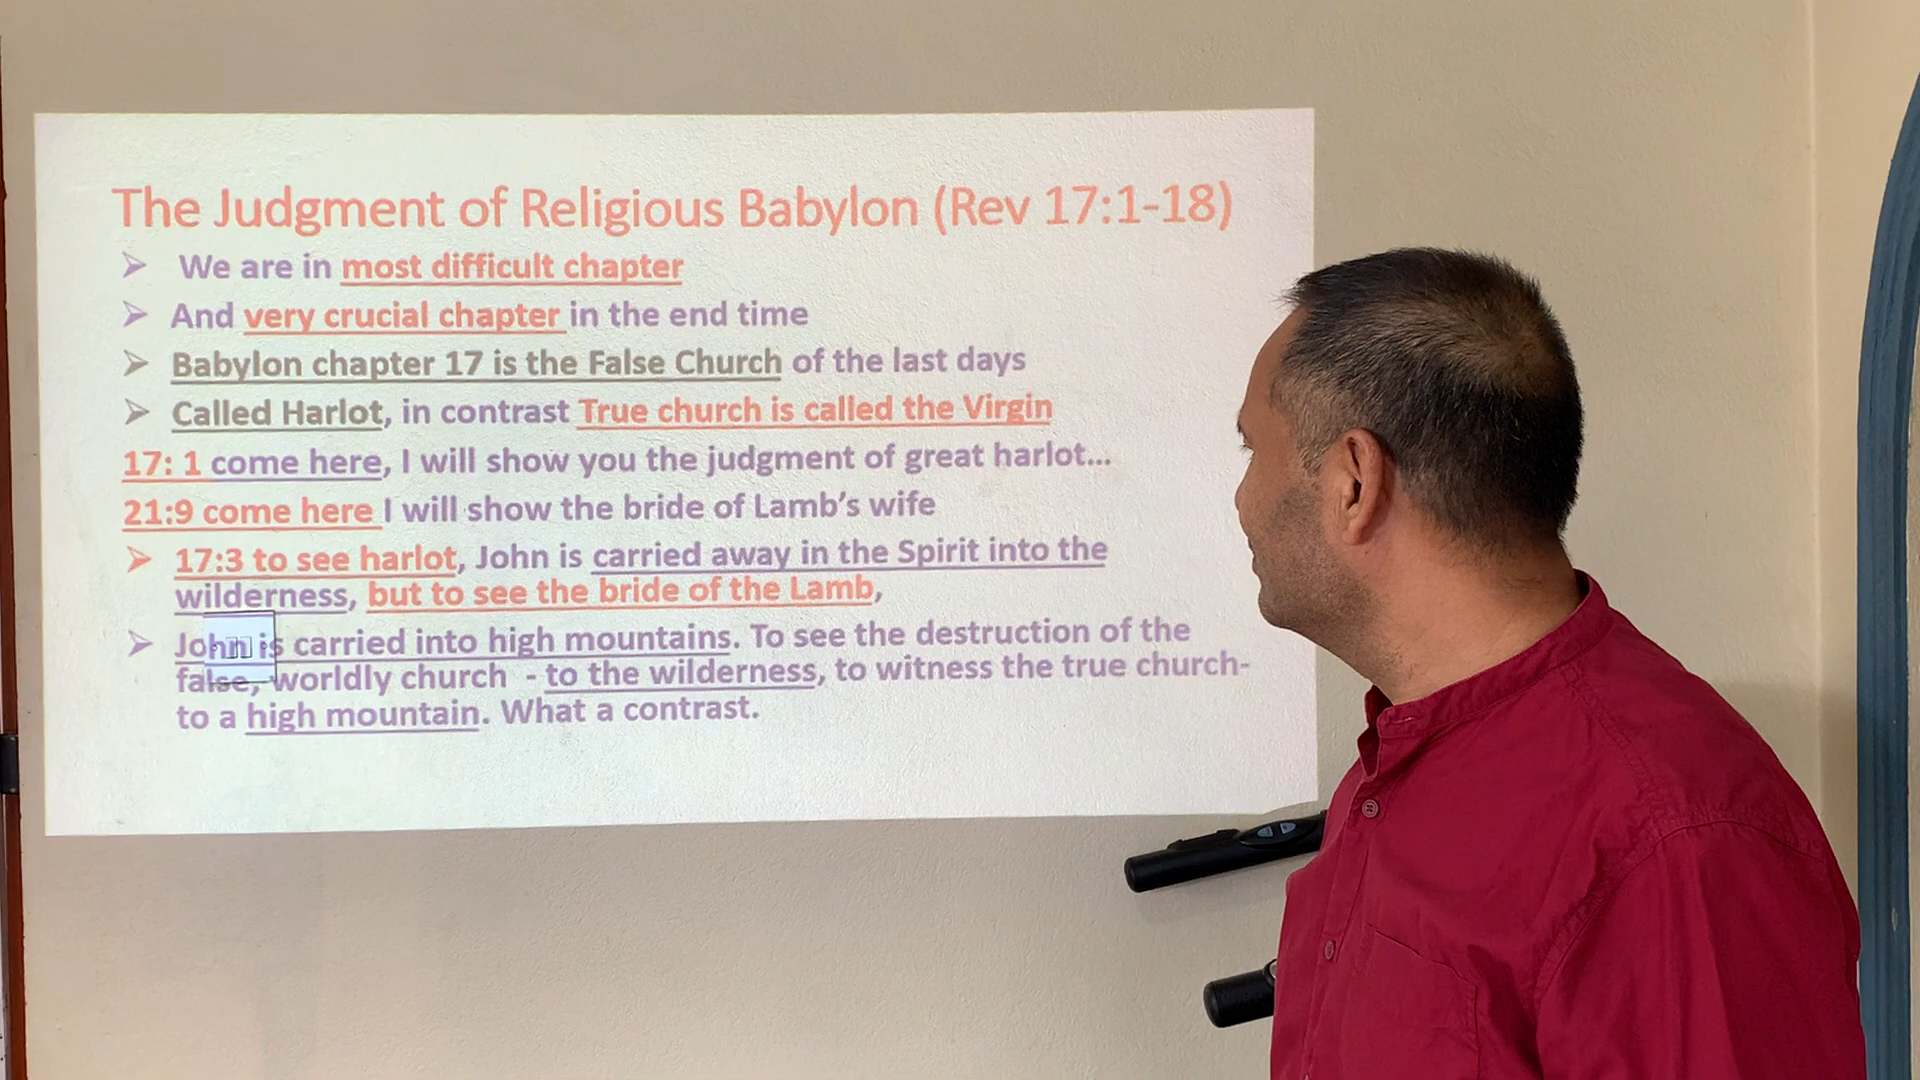 The Judgment of Religious Babylon (Rev 17:1-18)
We are in most difficult chapter
And very crucial chapter in the end time
Babylon chapter 17 is the False Church of the last days
Called Harlot, in contrast True church is called the Virgin
17: 1 come here, I will show you the judgment of great harlot...
21:9 come here I will show the bride of Lamb's wife
17:3 to see harlot, John is carried away in the Spirit into the
wilderness, but to see the bride of the Lamb,
John is carried into high mountains. To see the destruction of the
false, worldly church - to the wilderness, to witness the true church-
to a high mountain. What a contrast.